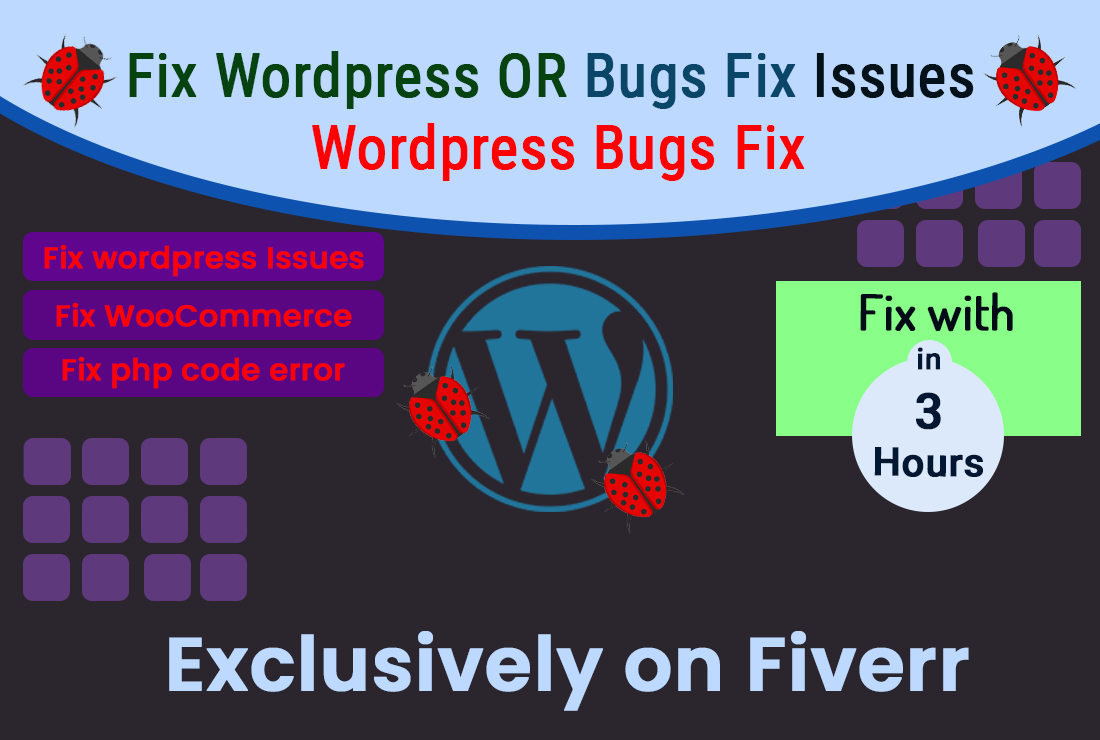 Fix Wordpress OR Bugs Fix Issues
Wordpress Bugs Fix
Fix wordpress Issues
Fix WooCommerce
Fix php code error
Fix with
in
3
Hours
Exclusively on Fiverr